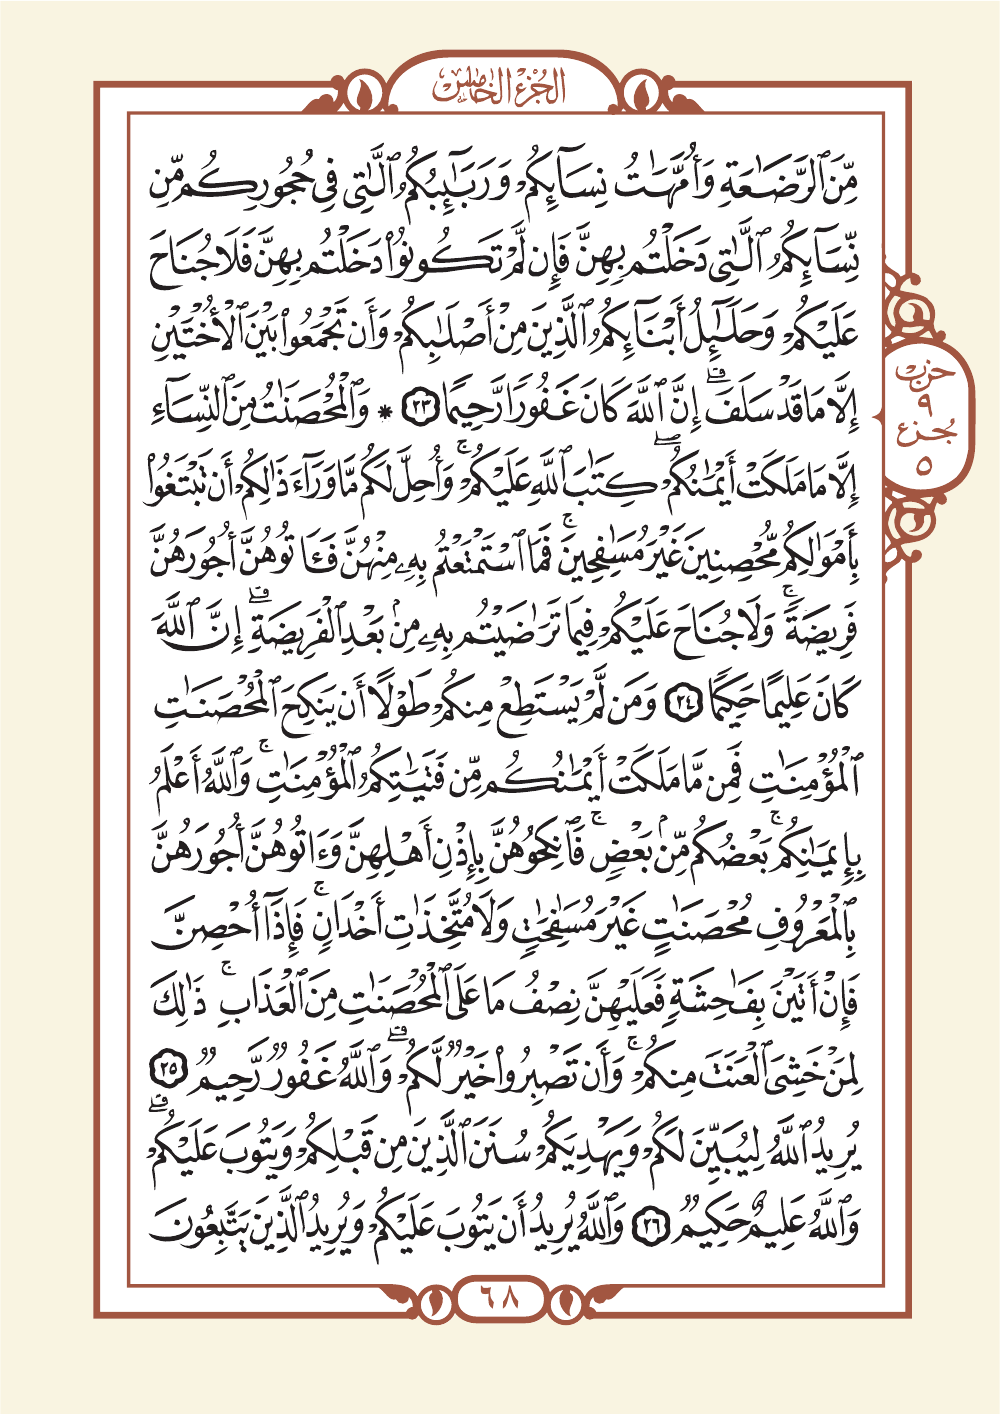 الجزء الخامس
مِّنَ ٱلرَّضَٰعَةِ وَأُمَّهَٰتُ نِسَآئِكُمْ وَرَبَٰٓئِبُكُمُ ٱلَّٰتِى فِى حُجُورِكُم مِّن
نِّسَآئِكُمُ ٱلَّٰتِى دَخَلْتُم بِهِنَّ فَإِن لَّمْ تَكُونُوا۟ دَخَلْتُم بِهِنَّ فَلَا جُنَاحَ
عَلَيْكُمْ وَحَلَٰٓئِلُ أَبْنَآئِكُمُ ٱلَّذِينَ مِنْ أَصْلَٰبِكُمْ وَأَن تَجْمَعُوا۟ بَيْنَ ٱلْأُخْتَيْنِ
إِلَّا مَا قَدْ سَلَفَ ۗ إِنَّ ٱللَّهَ كَانَ غَفُورًا رَّحِيمًا ٢٣ * وَٱلْمُحْصَنَٰتُ مِنَ ٱلنِّسَآءِ
إِلَّا مَا مَلَكَتْ أَيْمَٰنُكُمْ ۖ كِتَٰبَ ٱللَّهِ عَلَيْكُمْ ۚ وَأُحِلَّ لَكُم مَّا وَرَآءَ ذَٰلِكُمْ أَن تَبْتَغُوا۟
بِأَمْوَٰلِكُم مُّحْصِنِينَ غَيْرَ مُسَٰفِحِينَ ۚ فَمَا ٱسْتَمْتَعْتُم بِهِۦ مِنْهُنَّ فَـَٔاتُوهُنَّ أُجُورَهُنَّ
فَرِيضَةً ۚ وَلَا جُنَاحَ عَلَيْكُمْ فِيمَا تَرَٰضَيْتُم بِهِۦ مِنۢ بَعْدِ ٱلْفَرِيضَةِ ۗ إِنَّ ٱللَّهَ
كَانَ عَلِيمًا حَكِيمًا ٢٤ وَمَن لَّمْ يَسْتَطِعْ مِنكُمْ طَوْلًا أَن يَنكِحَ ٱلْمُحْصَنَٰتِ
ٱلْمُؤْمِنَٰتِ فَمِن مَّا مَلَكَتْ أَيْمَٰنُكُم مِّن فَتَيَٰتِكُمُ ٱلْمُؤْمِنَٰتِ ۚ وَٱللَّهُ أَعْلَمُ
بِإِيمَٰنِكُم ۚ بَعْضُكُم مِّنۢ بَعْضٍ ۚ فَٱنكِحُوهُنَّ بِإِذْنِ أَهْلِهِنَّ وَءَاتُوهُنَّ أُجُورَهُنَّ
بِٱلْمَعْرُوفِ مُحْصَنَٰتٍ غَيْرَ مُسَٰفِحَٰتٍ وَلَا مُتَّخِذَٰتِ أَخْدَانٍ ۚ فَإِذَآ أُحْصِنَّ
فَإِنْ أَتَيْنَ بِفَٰحِشَةٍ فَعَلَيْهِنَّ نِصْفُ مَا عَلَى ٱلْمُحْصَنَٰتِ مِنَ ٱلْعَذَابِ ۚ ذَٰلِكَ
لِمَنْ خَشِىَ ٱلْعَنَتَ مِنكُمْ ۚ وَأَن تَصْبِرُوا۟ خَيْرٌ لَّكُمْ ۗ وَٱللَّهُ غَفُورٌ رَّحِيمٌ ٢٥
يُرِيدُ ٱللَّهُ لِيُبَيِّنَ لَكُمْ وَيَهْدِيَكُمْ سُنَنَ ٱلَّذِينَ مِن قَبْلِكُمْ وَيَتُوبَ عَلَيْكُمْ ۗ
وَٱللَّهُ عَلِيمٌ حَكِيمٌ ٢٦ وَٱللَّهُ يُرِيدُ أَن يَتُوبَ عَلَيْكُمْ وَيُرِيدُ ٱلَّذِينَ يَتَّبِعُونَ
حزب
٩
جزء
٥
٦٨